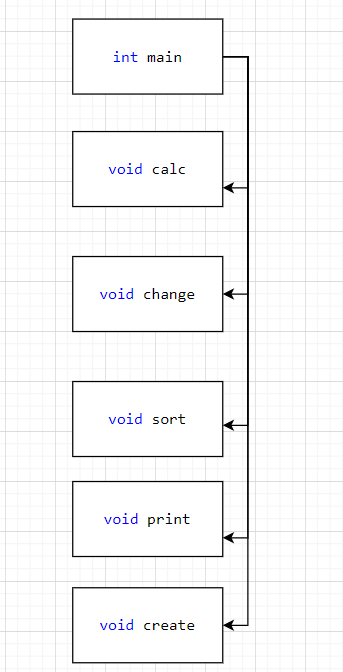 int main
void calc
void change
void sort
void print
void create